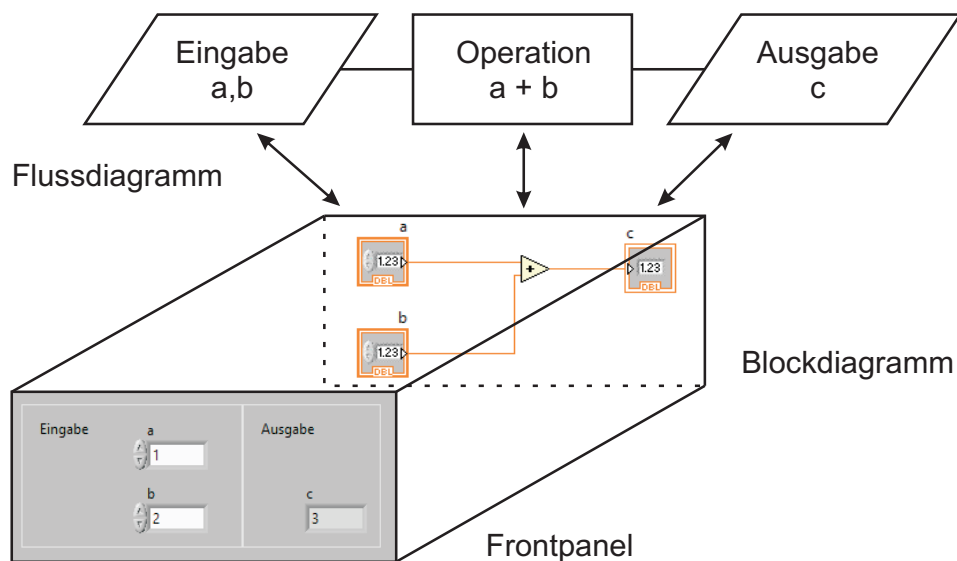 Eingabe
a,b
Operation
a + b
Ausgabe
c
Flussdiagramm
a
1.23
DBL
+
c
1.23
DBL
b
1.23
DBL
Blockdiagramm
Eingabe
a
1
b
2
Ausgabe
c
3
Frontpanel